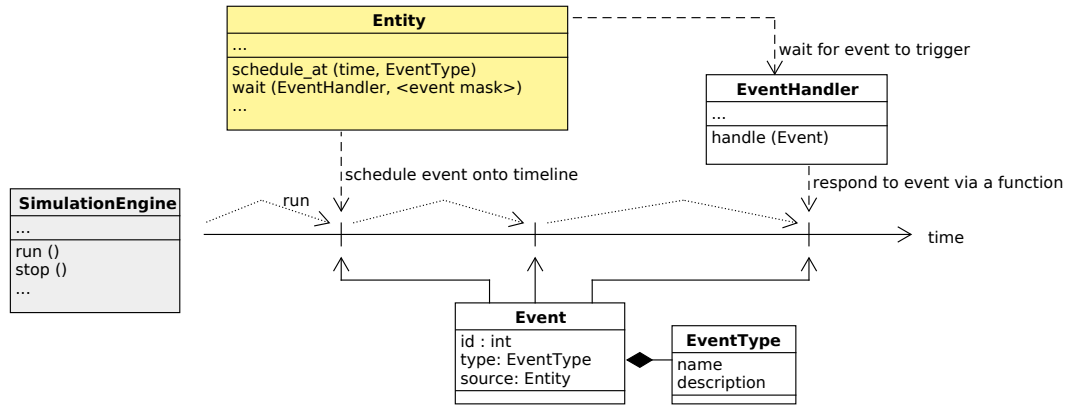 Entity
...
schedule_at (time, EventType)
wait (EventHandler, <event mask>)
...
wait for event to trigger
EventHandler
...
handle (Event)
schedule event onto timeline
respond to event via a function
SimulationEngine
...
run ()
stop ()
...
run
time
Event
id : int
type: EventType
source: Entity
EventType
name
description